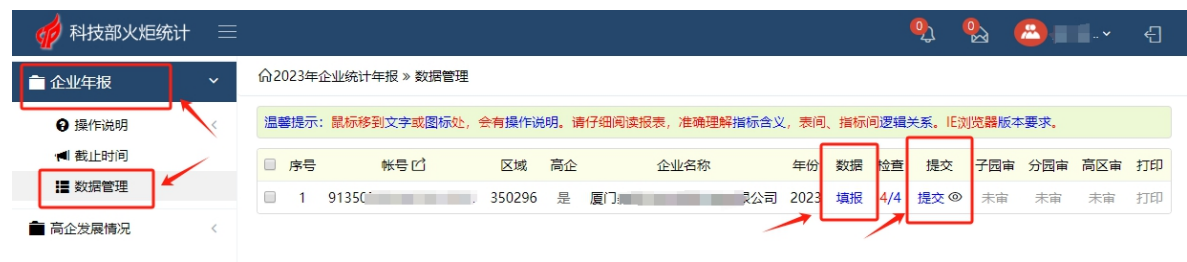 科技部火炬统计
0
0
..
企业年报
2023年企业统计年报 » 数据管理
操作说明
截止时间
数据管理
高企发展情况
温馨提示：鼠标移到文字或图标处，会有操作说明。请仔细阅读报表，准确理解指标含义，表间、指标间逻辑关系。IE浏览器版本要求。
序号 帐号 区域 高企 企业名称 年份 数据 检查 提交 子园审 分园审 高区审 打印
1 9135 350296 是 厦门 限公司 2023 填报 4/4 提交 未审 未审 未审 打印